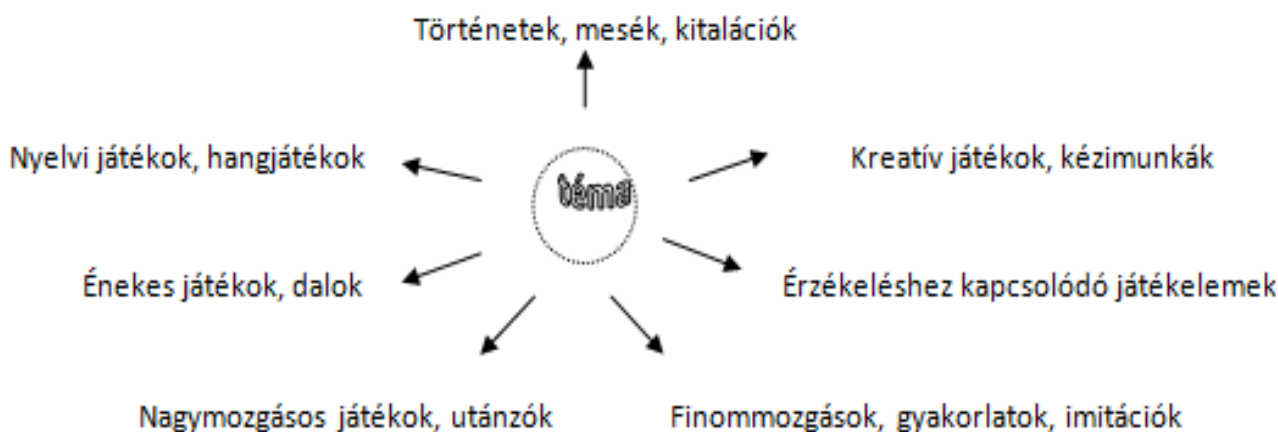 Történetek, mesék, kitalációk
Nyelvi játékok, hangjátékok
Kreatív játékok, kézimunkák
téma
Énekes játékok, dalok
Érzékeléshez kapcsolódó játékelemek
Nagymozgásos játékok, utánzók
Finommozgások, gyakorlatok, imitációk